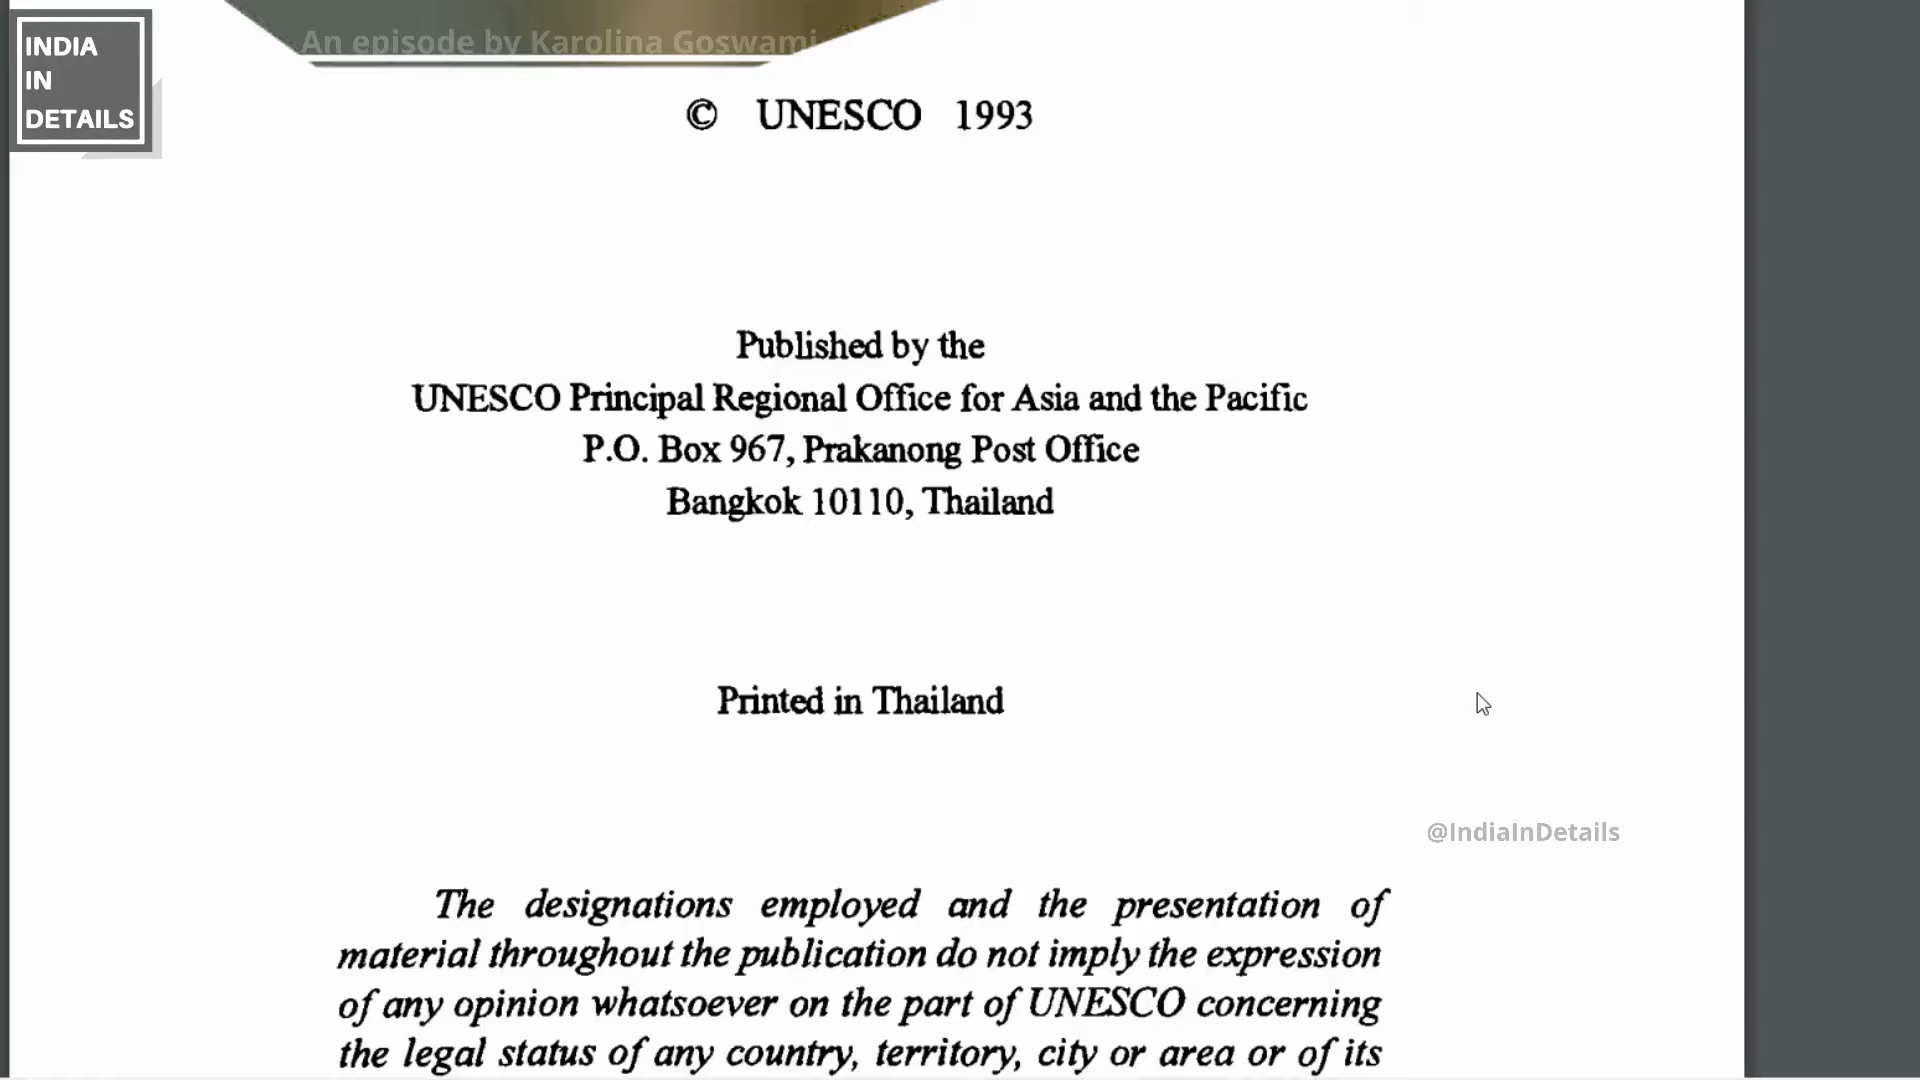 INDIA
IN
DETAILS
An episode by Karolina Goswami
© UNESCO 1993
Published by the
UNESCO Principal Regional Office for Asia and the Pacific
P.O. Box 967, Prakanong Post Office
Bangkok 10110, Thailand
Printed in Thailand
@IndiaInDetails
The designations employed and the presentation of
material throughout the publication do not imply the expression
of any opinion whatsoever on the part of UNESCO concerning
the legal status of any country, territory, city or area or of its